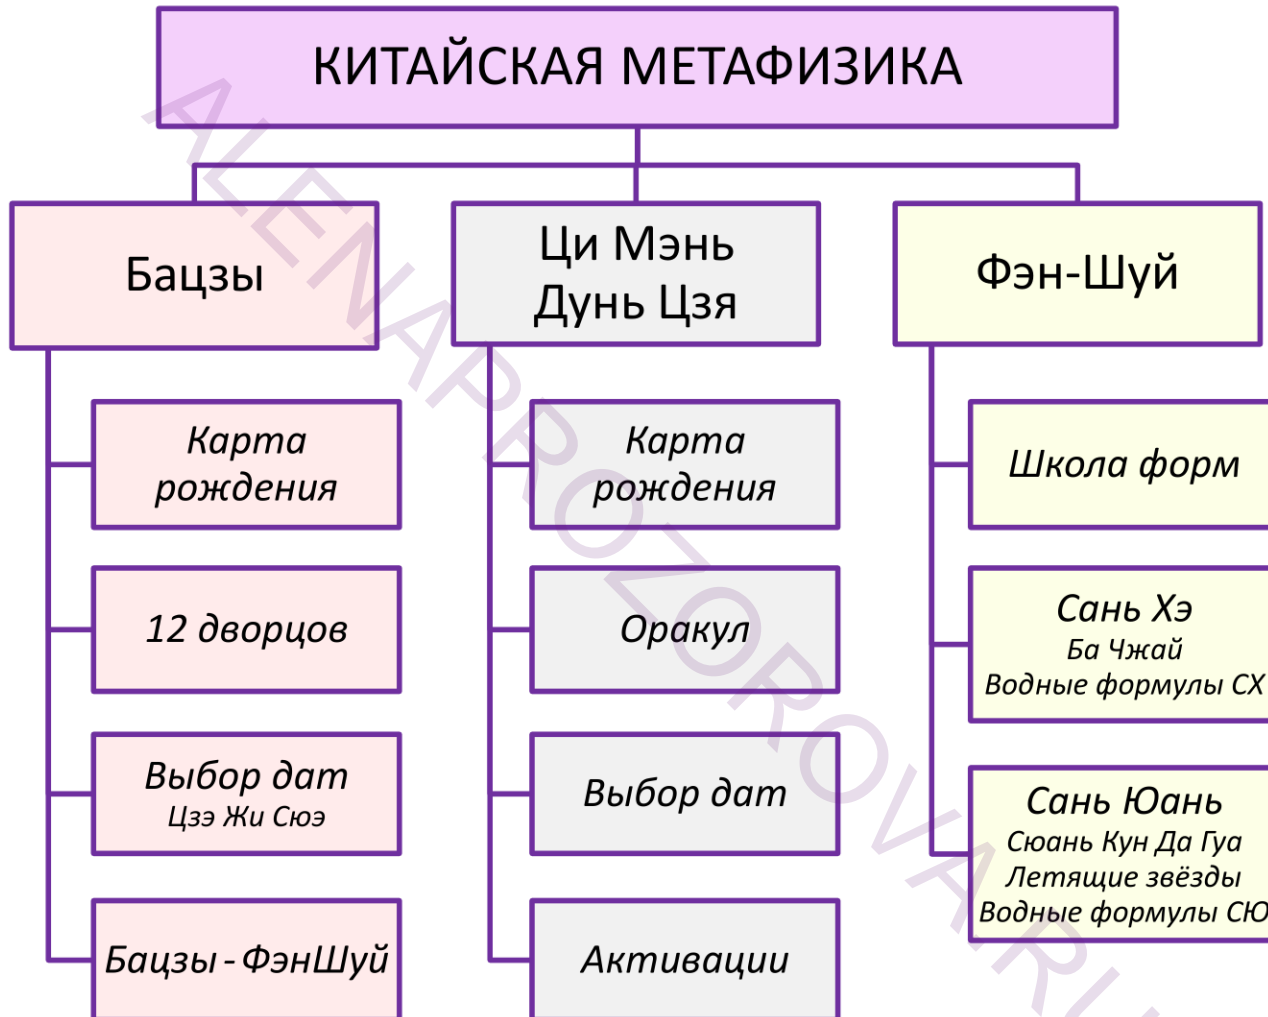 КИТАЙСКАЯ МЕТАФИЗИКА
Бацзы
Карта
рождения
12 дворцов
Выбор дат
Цзэ Жи Сюэ
Бацзы - ФэнШуй
Ци Мэнь
Дунь Цзя
Карта
рождения
Оракул
Выбор дат
Активации
Фэн-Шуй
Школа форм
Сань Хэ
Ба Чжай
Водные формулы СХ
Сань Юань
Сюань Кун Да Гуа
Летящие звёзды
Водные формулы СЮ
ALENAPROZOROVA.RU